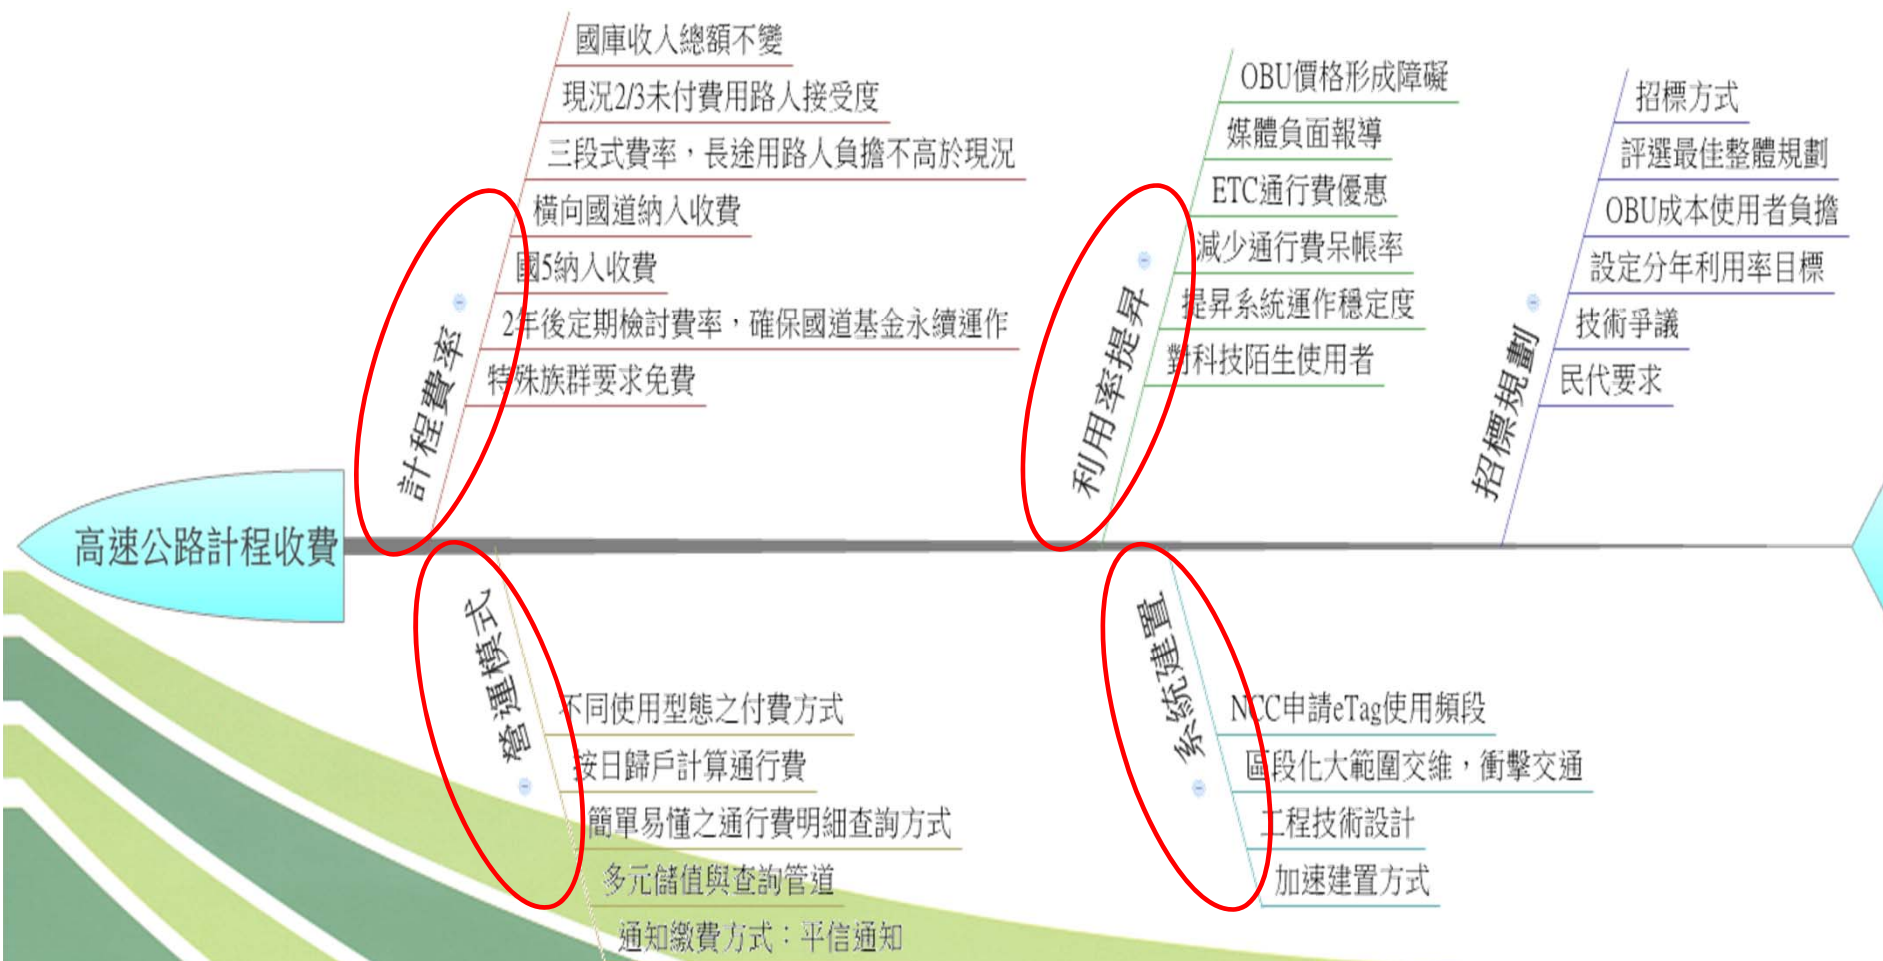 高速公路計程收費
計程費率
國庫收入總額不變
現況2/3未付費用路人接受度
三段式費率，長途用路人負擔不高於現況
橫向國道納入收費
國5納入收費
2年後定期檢討費率，確保國道基金永續運作
特殊族群要求免費
利用率提昇
OBU價格形成障礙
媒體負面報導
ETC通行費優惠
減少通行費呆帳率
提昇系統運作穩定度
對科技陌生使用者
招標規劃
招標方式
評選最佳整體規劃
OBU成本使用者負擔
設定分年利用率目標
技術爭議
民代要求
營運模式
不同使用型態之付費方式
按日歸戶計算通行費
簡單易懂之通行費明細查詢方式
多元儲值與查詢管道
通知繳費方式：平信通知
系統建置
NCC申請eTag使用頻段
區段化大範圍交維，衝擊交通
工程技術設計
加速建置方式